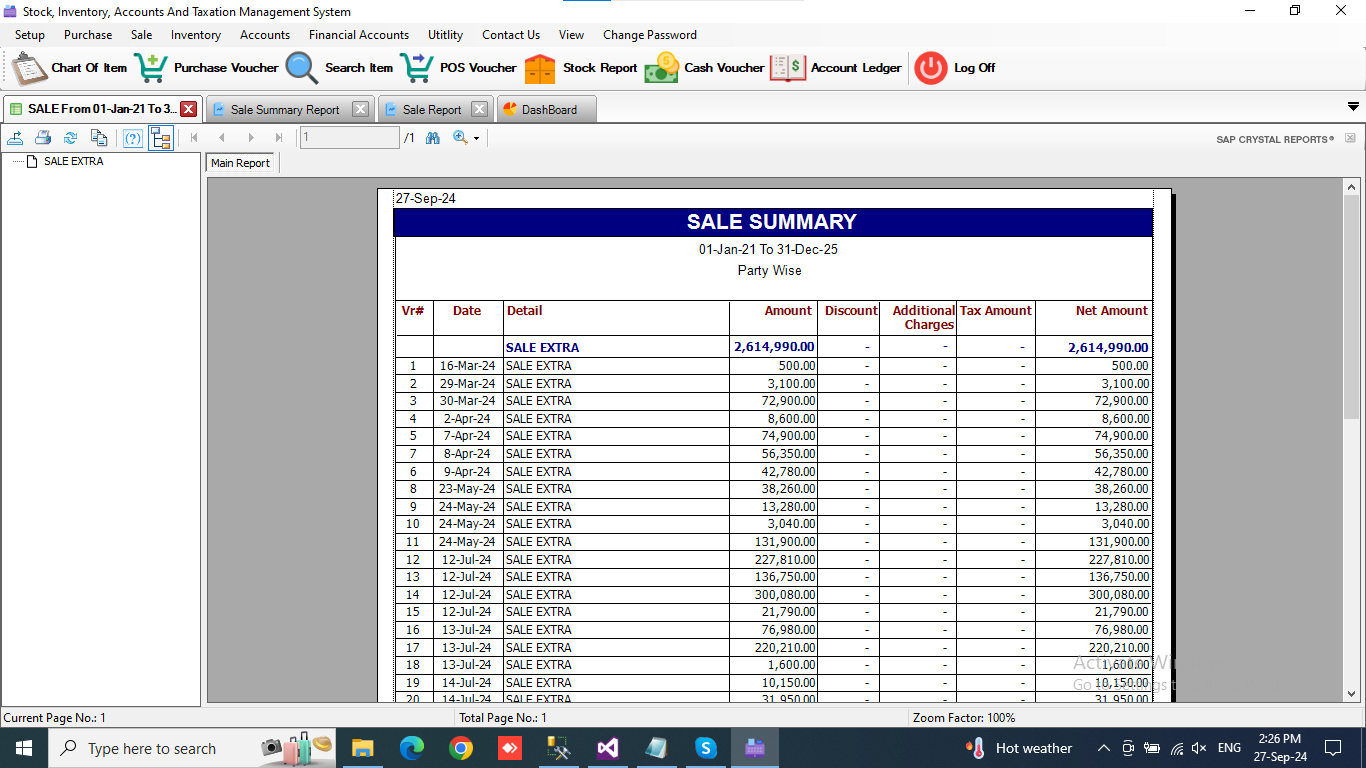 Stock, Inventory, Accounts And Taxation Management System
Setup Purchase Sale Inventory Accounts Financial Accounts Uitility Contact Us View Change Password
Chart Of Item Purchase Voucher Search Item POS Voucher Stock Report Cash Voucher Account Ledger Log Off
SALE From 01-Jan-21 To 3... Sale Summary Report Sale Report DashBoard
1 /1 SAP CRYSTAL REPORTS®
SALE EXTRA
Main Report
27-Sep-24
SALE SUMMARY
01-Jan-21 To 31-Dec-25
Party Wise
Vr# Date Detail Amount Discount Additional Charges Tax Amount Net Amount
SALE EXTRA 2,614,990.00 - - - 2,614,990.00
1 16-Mar-24 SALE EXTRA 500.00 - - - 500.00
2 29-Mar-24 SALE EXTRA 3,100.00 - - - 3,100.00
3 30-Mar-24 SALE EXTRA 72,900.00 - - - 72,900.00
4 2-Apr-24 SALE EXTRA 8,600.00 - - - 8,600.00
5 7-Apr-24 SALE EXTRA 74,900.00 - - - 74,900.00
7 8-Apr-24 SALE EXTRA 56,350.00 - - - 56,350.00
6 9-Apr-24 SALE EXTRA 42,780.00 - - - 42,780.00
8 23-May-24 SALE EXTRA 38,260.00 - - - 38,260.00
9 24-May-24 SALE EXTRA 13,280.00 - - - 13,280.00
10 24-May-24 SALE EXTRA 3,040.00 - - - 3,040.00
11 24-May-24 SALE EXTRA 131,900.00 - - - 131,900.00
12 12-Jul-24 SALE EXTRA 227,810.00 - - - 227,810.00
13 12-Jul-24 SALE EXTRA 136,750.00 - - - 136,750.00
14 12-Jul-24 SALE EXTRA 300,080.00 - - - 300,080.00
15 12-Jul-24 SALE EXTRA 21,790.00 - - - 21,790.00
16 13-Jul-24 SALE EXTRA 76,980.00 - - - 76,980.00
17 13-Jul-24 SALE EXTRA 220,210.00 - - - 220,210.00
18 13-Jul-24 SALE EXTRA 1,600.00 - - - 1,600.00
19 14-Jul-24 SALE EXTRA 10,150.00 - - - 10,150.00
20 14-Jul-24 SALE EXTRA 31,950.00 - - - 31,950.00
Current Page No.: 1 Total Page No.: 1 Zoom Factor: 100%
Type here to search Hot weather ENG 2:26 PM
27-Sep-24